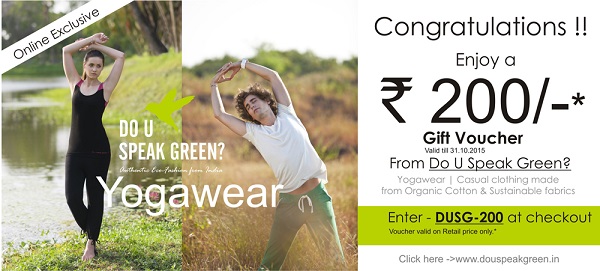 Online Exclusive
DO U
SPEAK GREEN?
Authentic Eco-Fashion from India
Yogawear
Congratulations !!
Enjoy a
₹ 200/-*
Gift Voucher
Valid till 31.10.2015
From Do U Speak Green?
Yogawear | Casual clothing made
from Organic Cotton & Sustainable fabrics
Enter - DUSG-200 at checkout
Voucher valid on Retail price only."
Click here ->www.douspeakgreen.in